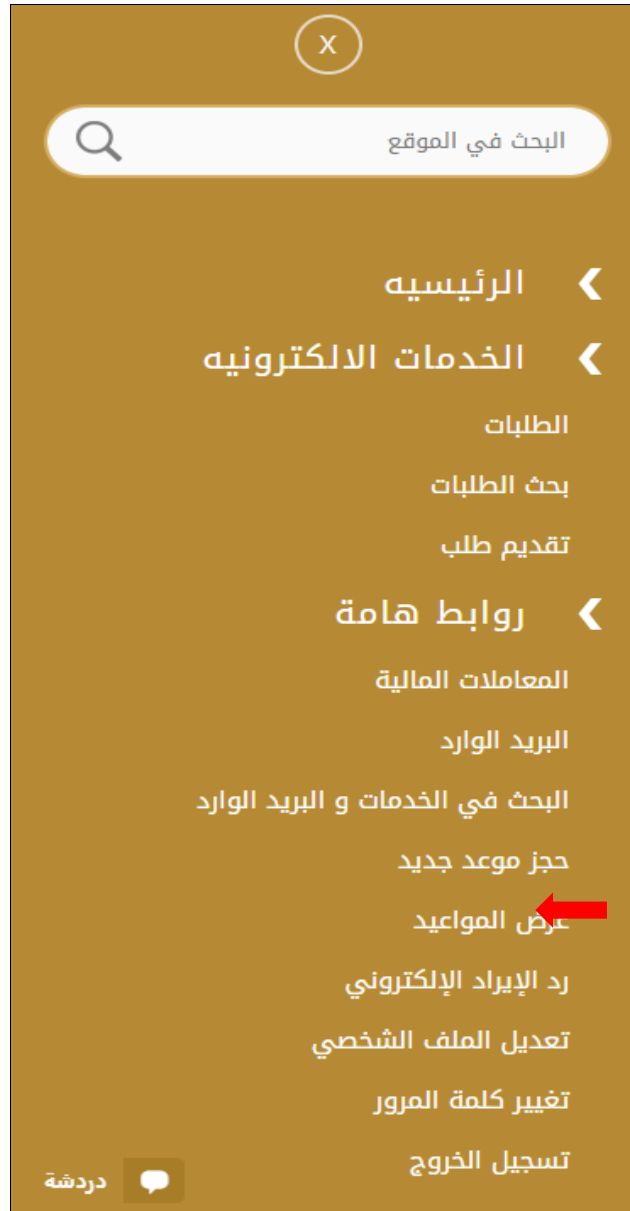 X
البحث في الموقع
الرئيسيه
الخدمات الالكترونيه
الطلبات
بحث الطلبات
تقديم طلب
روابط هامة
المعاملات المالية
البريد الوارد
البحث في الخدمات و البريد الوارد
حجز موعد جديد
عرض المواعيد
رد الإيراد الإلكتروني
تعديل الملف الشخصي
تغيير كلمة المرور
تسجيل الخروج
دردشة